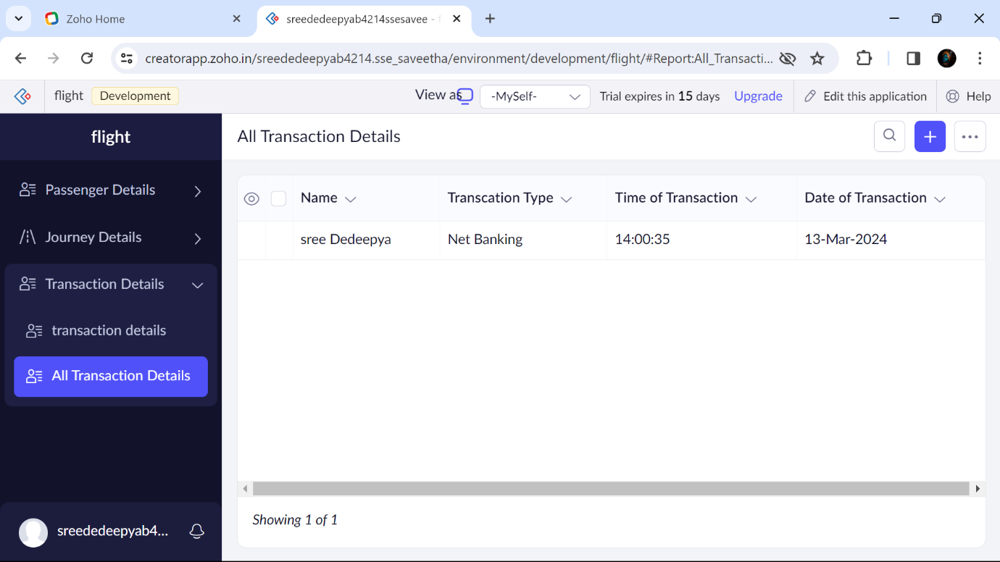 Zoho Home
sreededeepyab4214ssesavee - f
creatorapp.zoho.in/sreededeepyab4214.sse_saveetha/environment/development/flight/#Report:All_Transacti...
flight Development View as -MySelf- Trial expires in 15 days Upgrade Edit this application Help
flight
All Transaction Details
Passenger Details
Journey Details
Transaction Details
transaction details
All Transaction Details
Name Transcation Type Time of Transaction Date of Transaction
sree Dedeepya Net Banking 14:00:35 13-Mar-2024
Showing 1 of 1
sreededeepyab4...